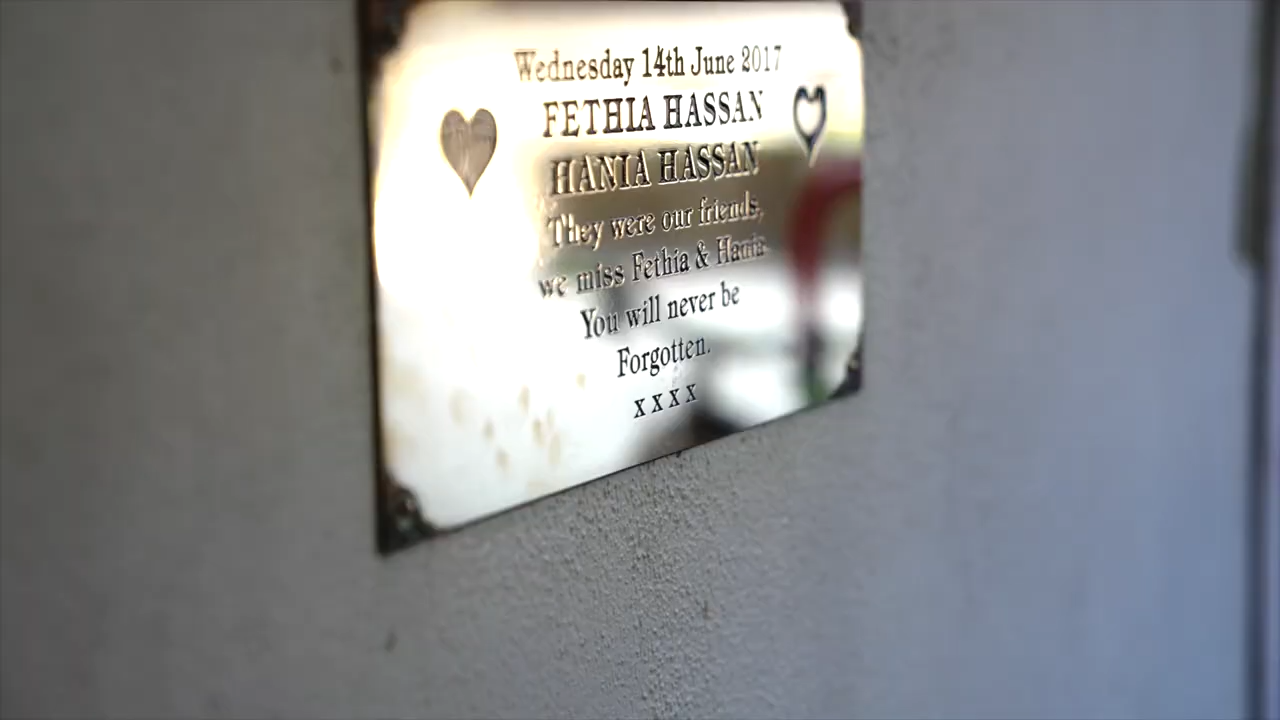 Wednesday 14th June 2017
FETHIA HASSAN
HANIA HASSAN
They were our friends,
we miss Fethia & Hania
You will never be
Forgotten.
x x x x